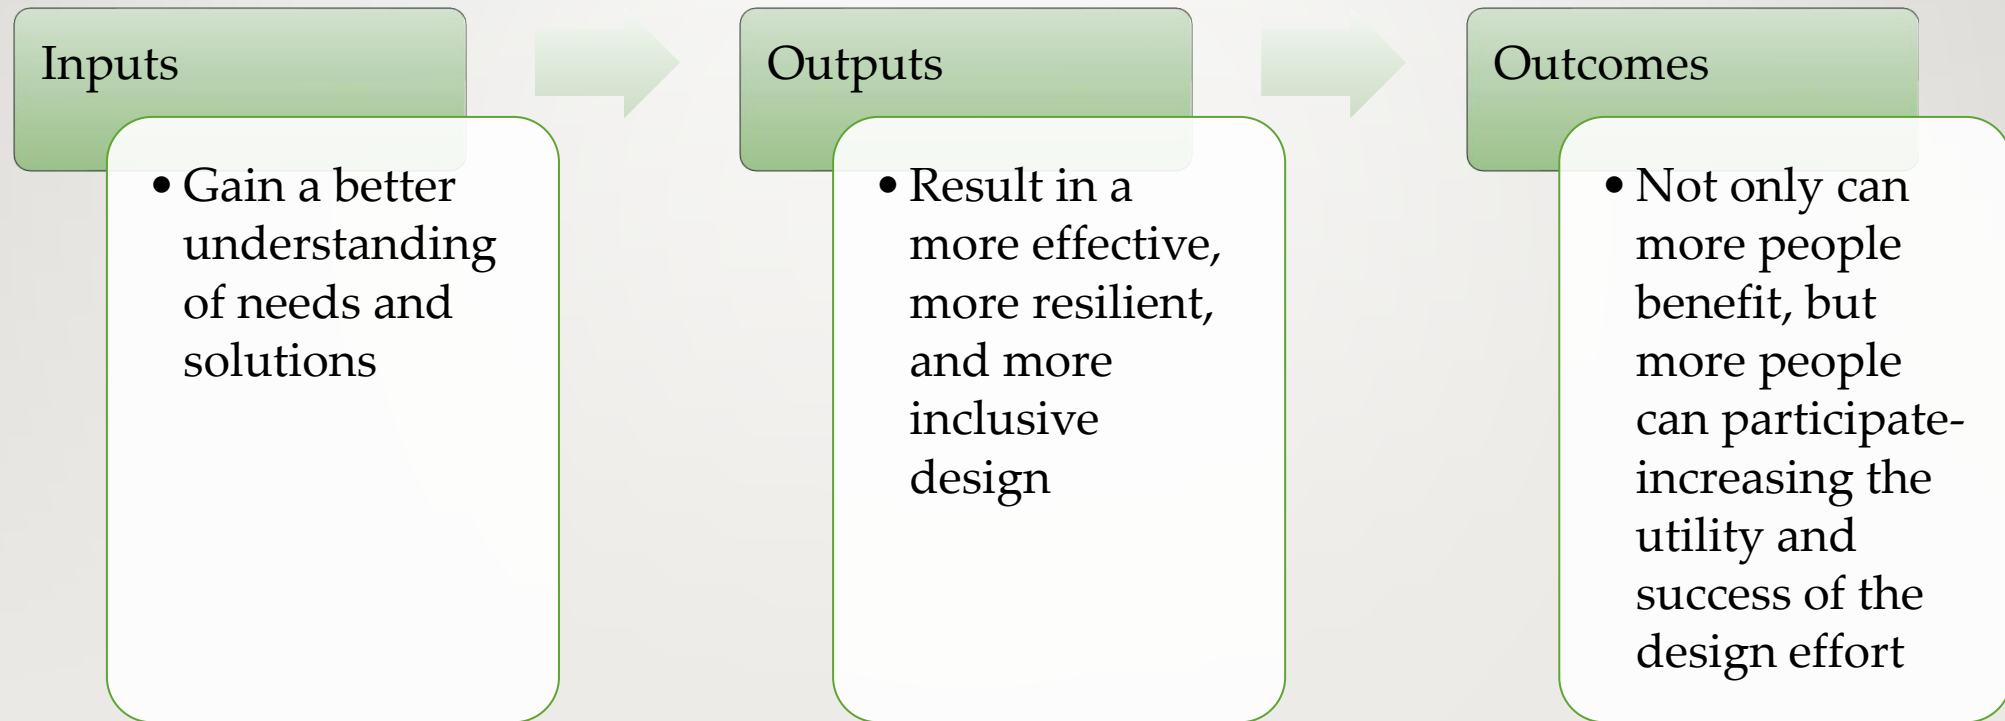 Inputs
• Gain a better
understanding
of needs and
solutions
Outputs
• Result in a
more effective,
more resilient,
and more
inclusive
design
Outcomes
• Not only can
more people
benefit, but
more people
can participate-
increasing the
utility and
success of the
design effort